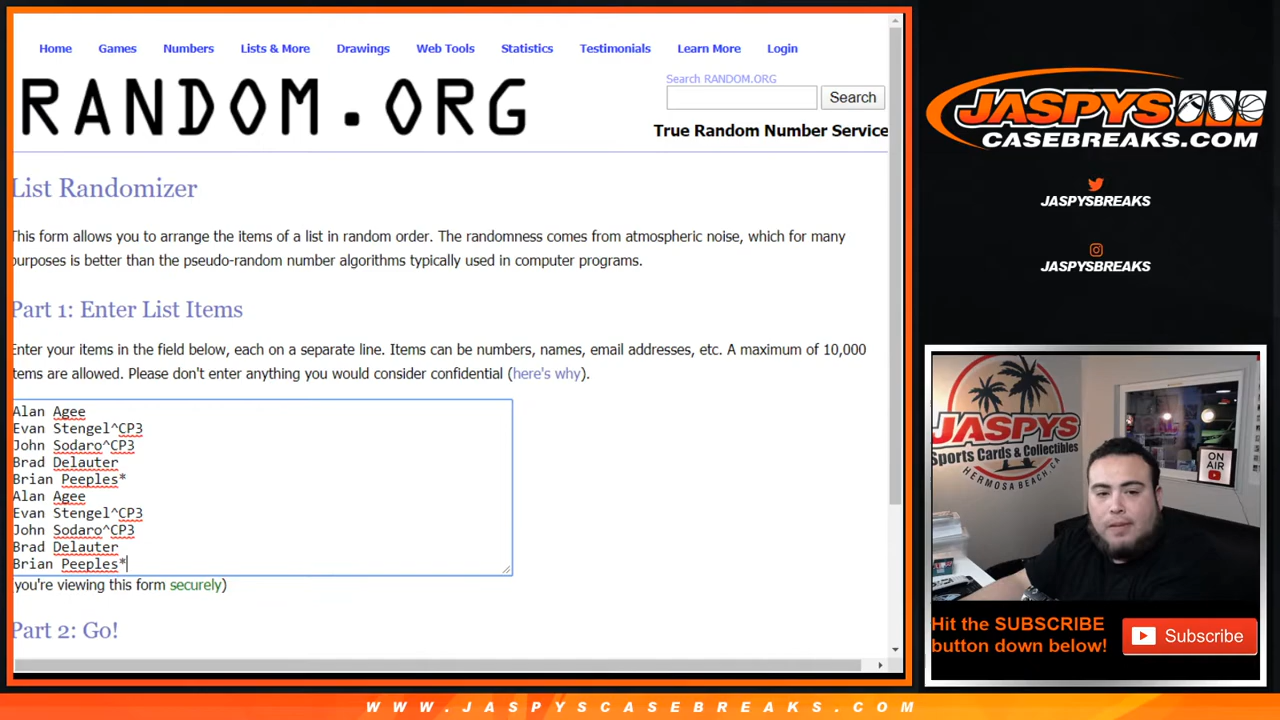 Home Games Numbers Lists & More Drawings Web Tools Statistics Testimonials Learn More Login
RANDOM.ORG
Search RANDOM.ORG
Search
True Random Number Service
List Randomizer
This form allows you to arrange the items of a list in random order. The randomness comes from atmospheric noise, which for many
purposes is better than the pseudo-random number algorithms typically used in computer programs.
Part 1: Enter List Items
Enter your items in the field below, each on a separate line. Items can be numbers, names, email addresses, etc. A maximum of 10,000
items are allowed. Please don't enter anything you would consider confidential (here's why).
Alan Agee
Evan Stengel^CP3
John Sodaro^CP3
Brad Delauter
Brian Peeples*
Alan Agee
Evan Stengel^CP3
John Sodaro^CP3
Brad Delauter
Brian Peeples*
you're viewing this form securely)
Part 2: Go!
JASPYS
CASEBREAKS.COM
JASPYSBREAKS
JASPYSBREAKS
JASPYS
Sports Cards & Collectibles
HERMOSA BEACH, CA
ON
AIR
Hit the SUBSCRIBE
button down below!
Subscribe
WWW.JASPYSCASEBREAKS.COM